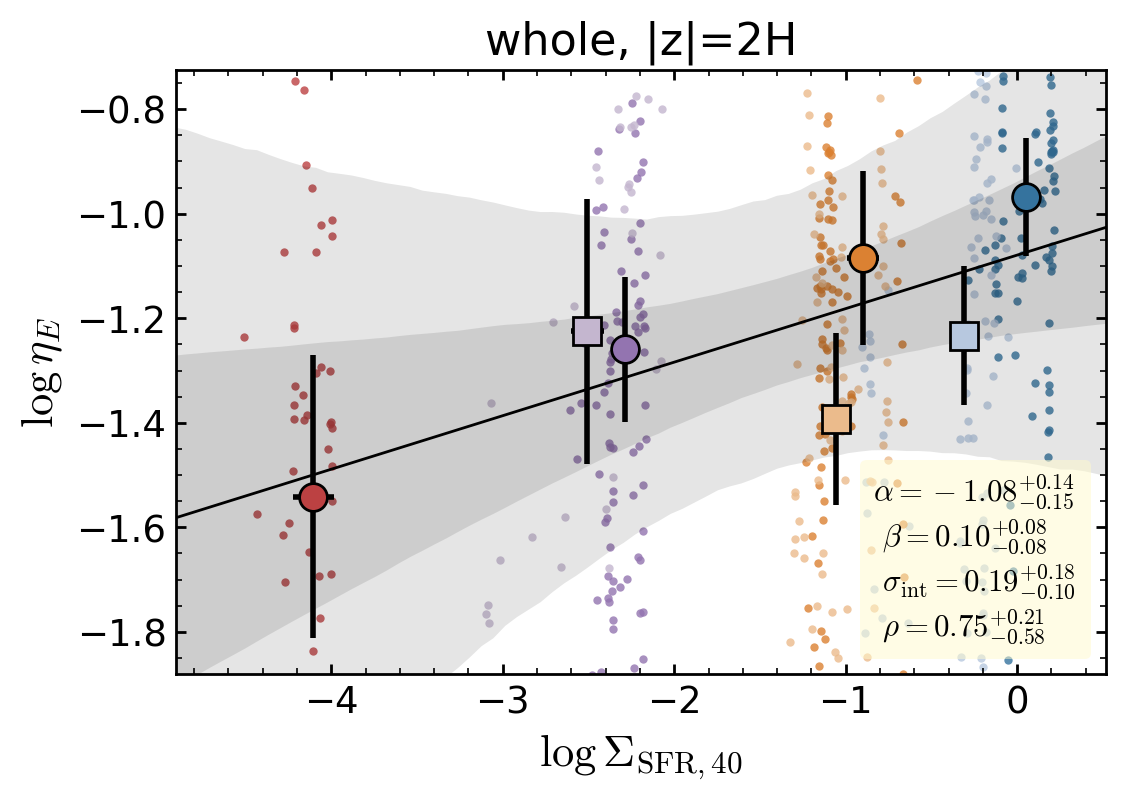 whole, |z|=2H
log η_E
−0.8
−1.0
−1.2
−1.4
−1.6
−1.8
α = −1.08^{+0.14}_{−0.15}
β = 0.10^{+0.08}_{−0.08}
σ_int = 0.19^{+0.18}_{−0.10}
ρ = 0.75^{+0.21}_{−0.58}
−4 −3 −2 −1 0
log Σ_{SFR, 40}